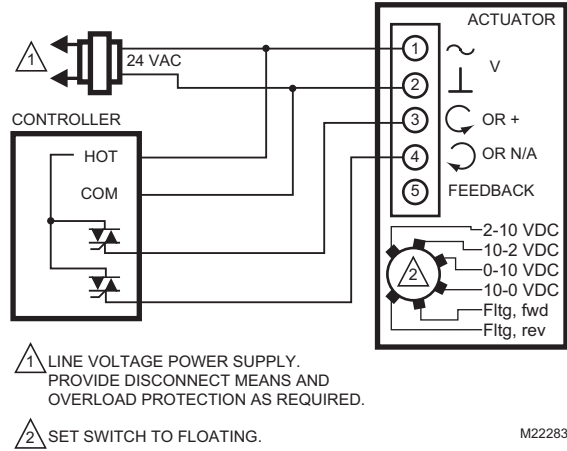 ACTUATOR
1
24 VAC
1
V
2
CONTROLLER
3
OR +
HOT
4
OR N/A
COM
5
FEEDBACK
2-10 VDC
10-2 VDC
2
0-10 VDC
10-0 VDC
Fltg, fwd
Fltg, rev
1 LINE VOLTAGE POWER SUPPLY.
PROVIDE DISCONNECT MEANS AND
OVERLOAD PROTECTION AS REQUIRED.
2 SET SWITCH TO FLOATING.
M22283